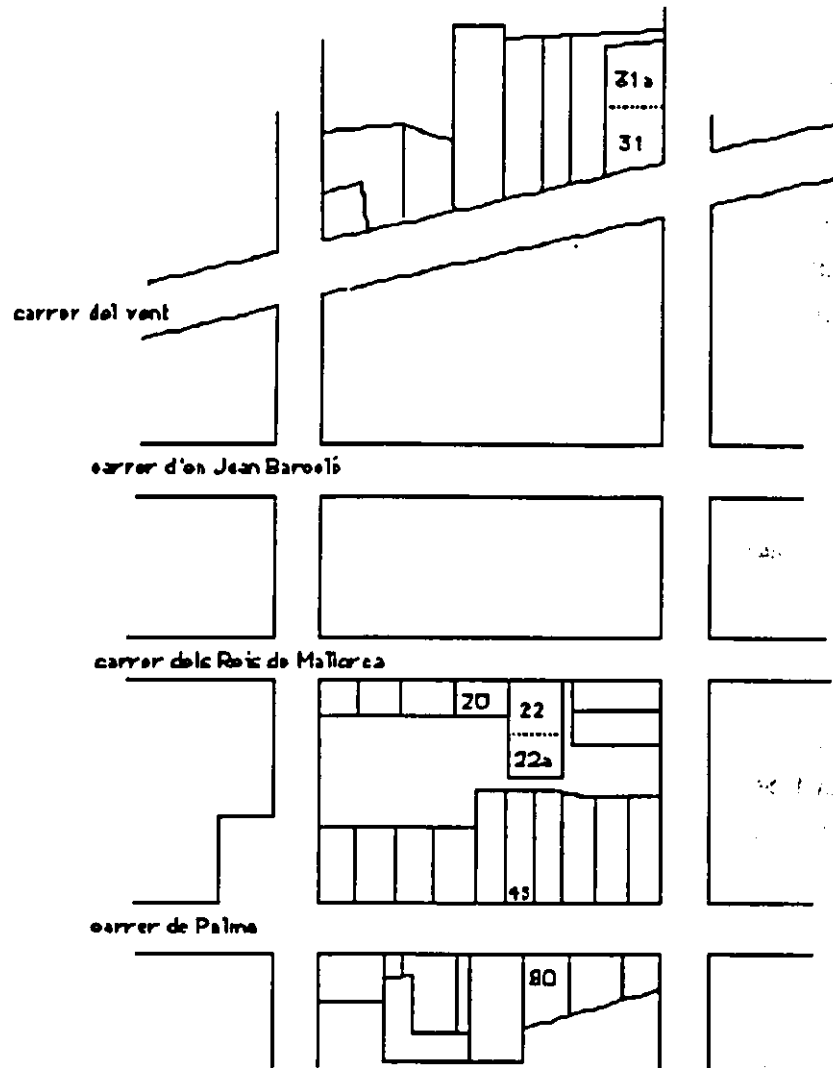 31a
31
carrer del vent
carrer d'en Joan Barceló
carrer dels Reis de Mallorca
20
22
22a
45
carrer de Palma
80